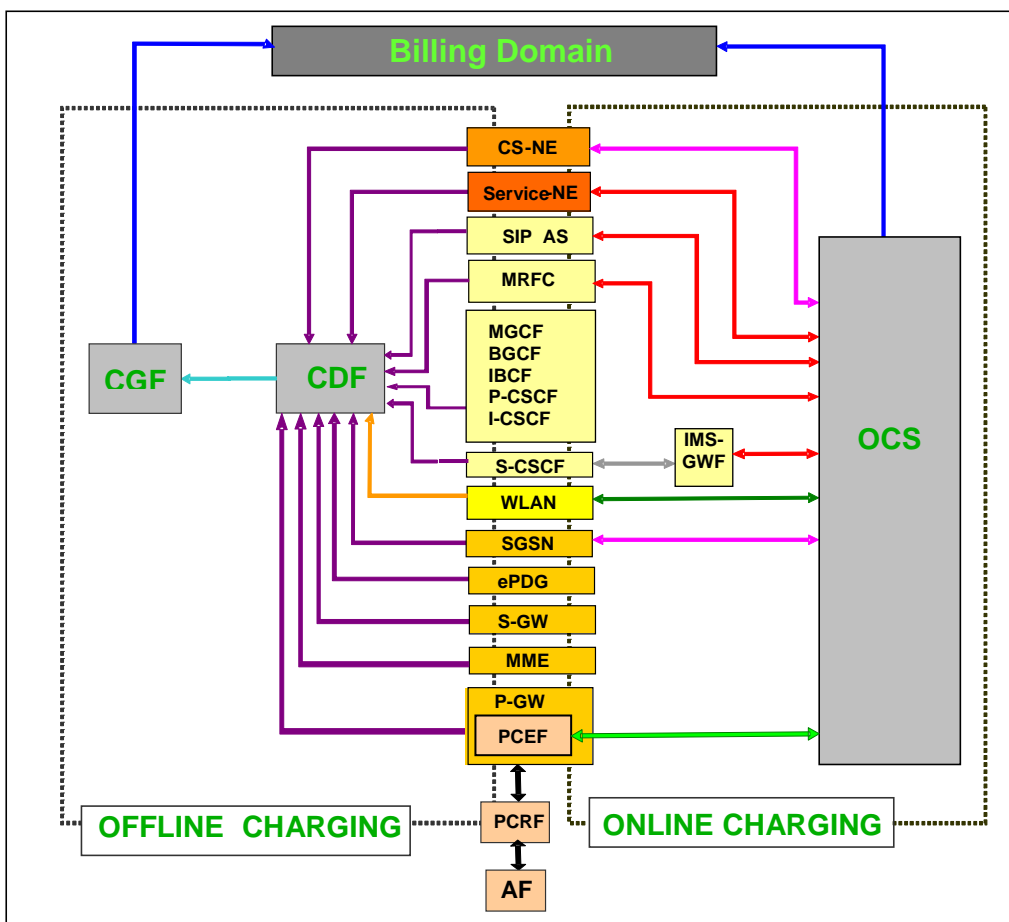 Billing Domain
CS-NE
Service-NE
SIP AS
MRFC
MGCF
BGCF
IBCF
P-CSCF
I-CSCF
CGF
CDF
OCS
IMS-
GWF
S-CSCF
WLAN
SGSN
ePDG
S-GW
MME
P-GW
PCEF
OFFLINE CHARGING
PCRF
ONLINE CHARGING
AF